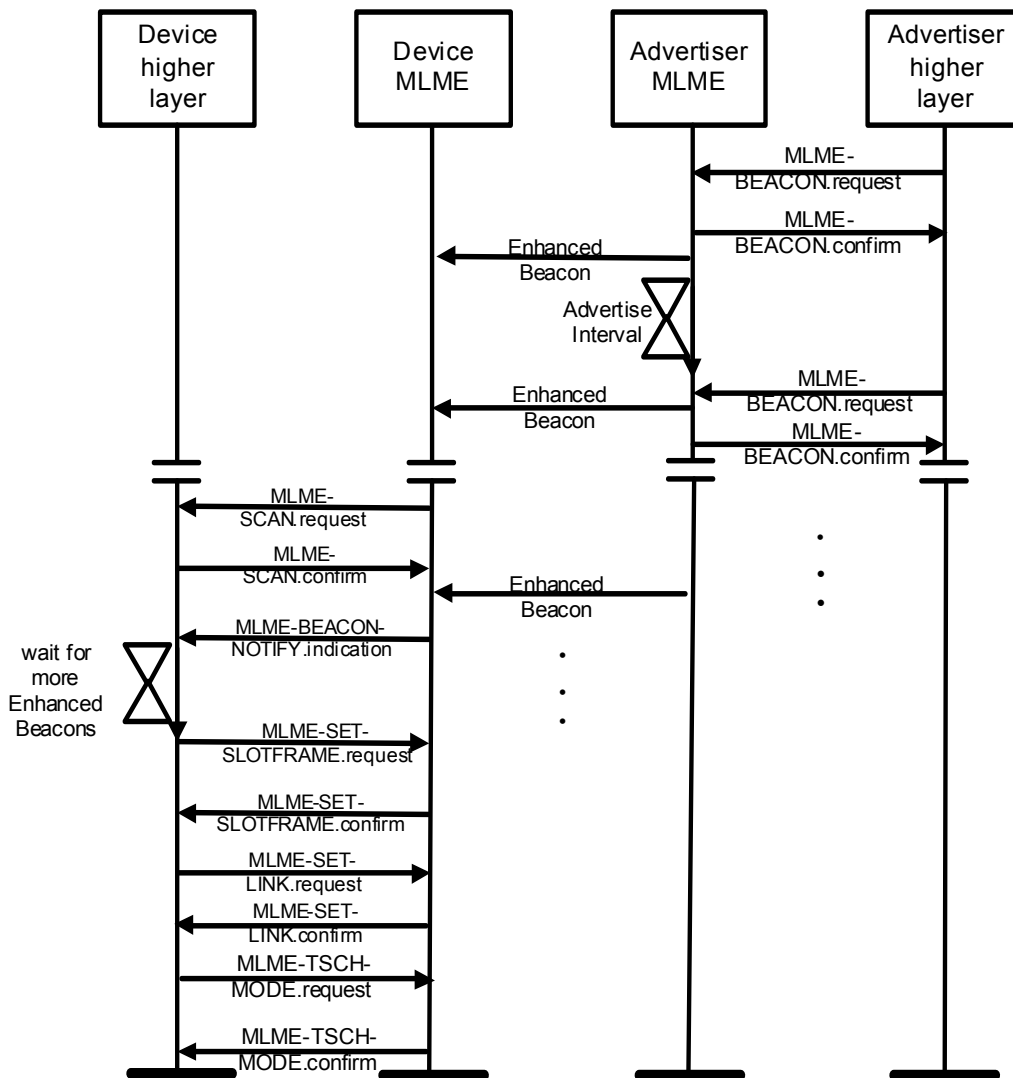 Device
higher
layer
Device
MLME
Advertiser
MLME
Advertiser
higher
layer
MLME-
BEACON.request
MLME-
BEACON.confirm
Enhanced
Beacon
Advertise
Interval
MLME-
BEACON.request
Enhanced
Beacon
MLME-
BEACON.confirm
MLME-
SCAN.request
MLME-
SCAN.confirm
Enhanced
Beacon
MLME-BEACON-
NOTIFY.indication
wait for
more
Enhanced
Beacons
MLME-SET-
SLOTFRAME.request
MLME-SET-
SLOTFRAME.confirm
MLME-SET-
LINK.request
MLME-SET-
LINK.confirm
MLME-TSCH-
MODE.request
MLME-TSCH-
MODE.confirm